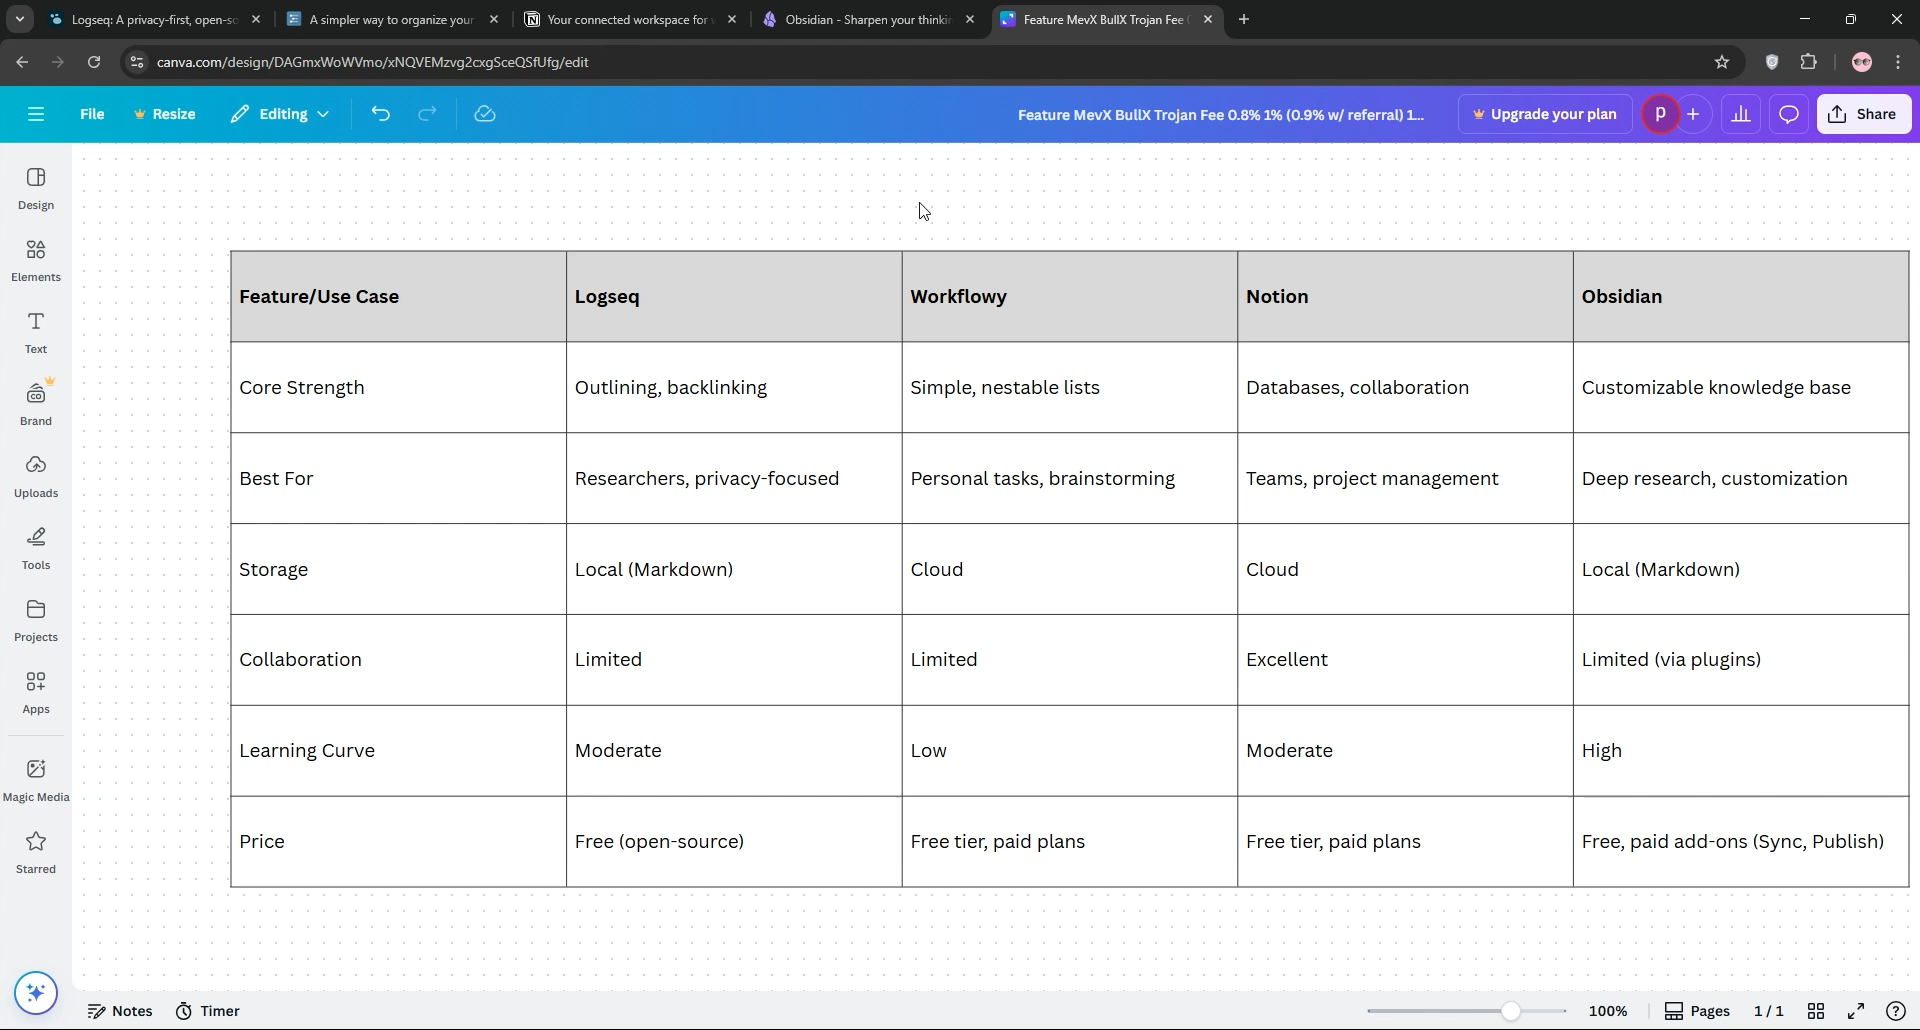 Logseq: A privacy-first, open-so
A simpler way to organize your
Your connected workspace for
Obsidian - Sharpen your thinkin
Feature MevX BullX Trojan Fee
canva.com/design/DAGmxWoWVmo/xNQVEMzvg2cxgSceQSfUfg/edit
File
Resize
Editing
Feature MevX BullX Trojan Fee 0.8% 1% (0.9% w/ referral) 1...
Upgrade your plan
p
Share
Design
Elements
Text
Brand
Uploads
Tools
Projects
Apps
Magic Media
Starred
Feature/Use Case Logseq Workflowy Notion Obsidian
Core Strength Outlining, backlinking Simple, nestable lists Databases, collaboration Customizable knowledge base
Best For Researchers, privacy-focused Personal tasks, brainstorming Teams, project management Deep research, customization
Storage Local (Markdown) Cloud Cloud Local (Markdown)
Collaboration Limited Limited Excellent Limited (via plugins)
Learning Curve Moderate Low Moderate High
Price Free (open-source) Free tier, paid plans Free tier, paid plans Free, paid add-ons (Sync, Publish)
Notes
Timer
100%
Pages
1 / 1